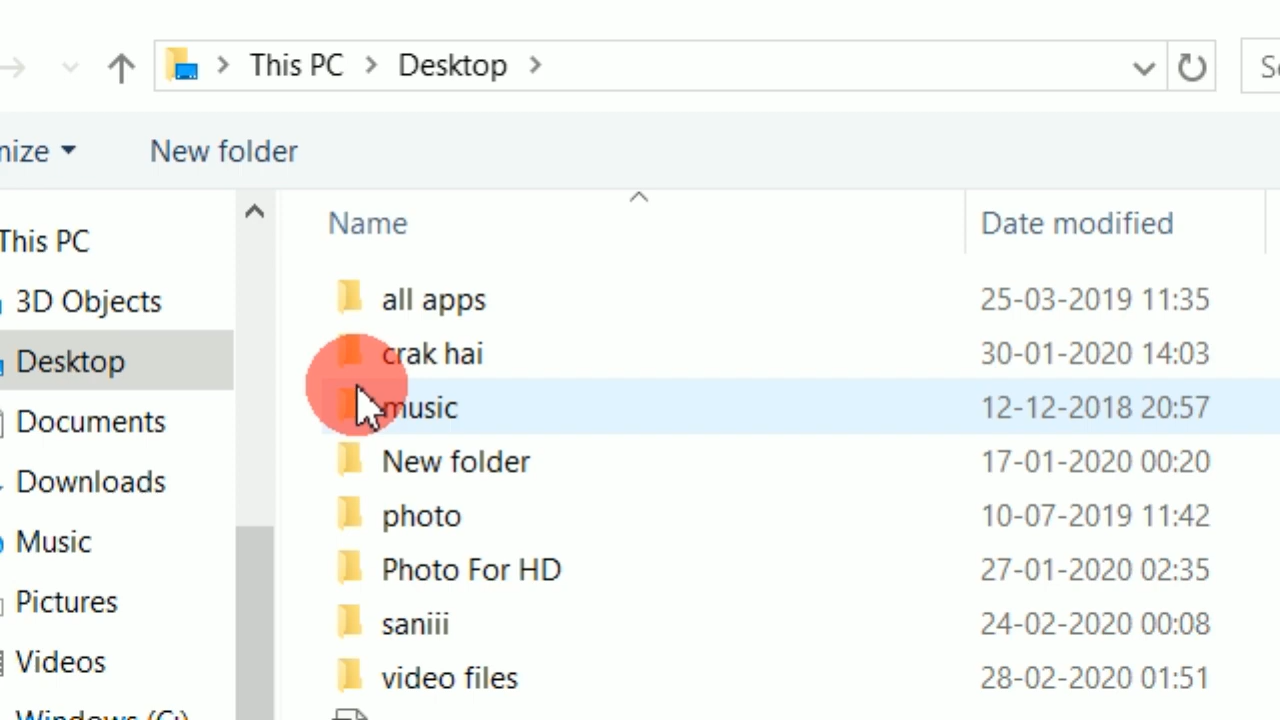 This PC > Desktop >
Se
nize
New folder
Name
Date modified
This PC
3D Objects
Desktop
Documents
Downloads
Music
Pictures
Videos
Windows (C:)
all apps 25-03-2019 11:35
crak hai 30-01-2020 14:03
music 12-12-2018 20:57
New folder 17-01-2020 00:20
photo 10-07-2019 11:42
Photo For HD 27-01-2020 02:35
saniii 24-02-2020 00:08
video files 28-02-2020 01:51